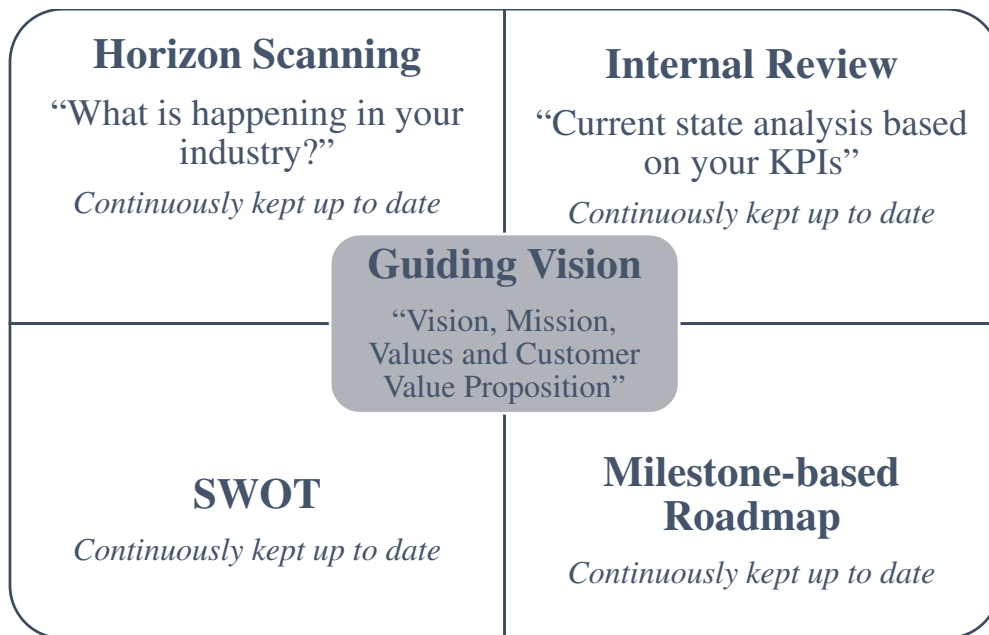 Horizon Scanning
“What is happening in your
industry?”
Continuously kept up to date
Internal Review
“Current state analysis based
on your KPIs”
Continuously kept up to date
Guiding Vision
“Vision, Mission,
Values and Customer
Value Proposition”
SWOT
Continuously kept up to date
Milestone-based
Roadmap
Continuously kept up to date